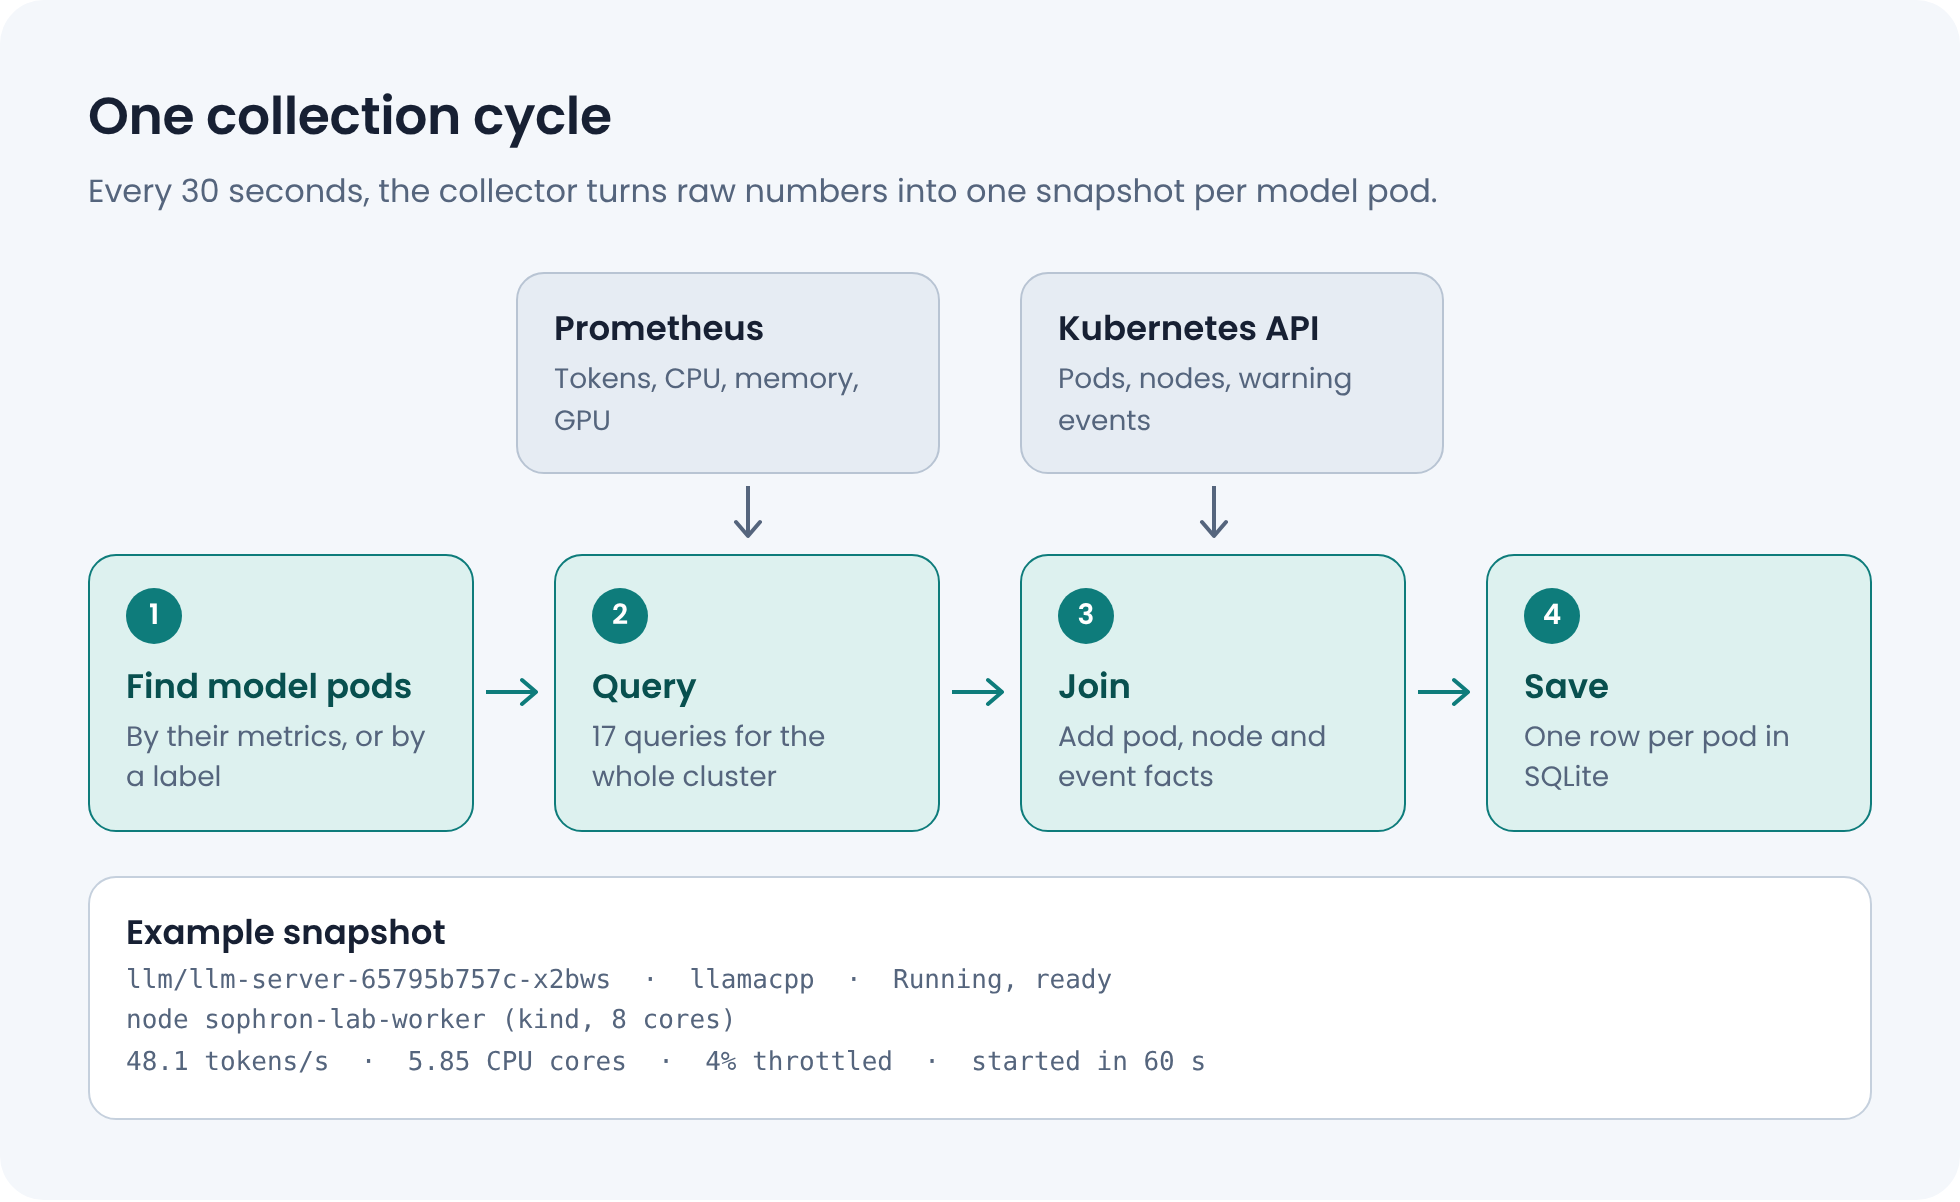 One collection cycle
Every 30 seconds, the collector turns raw numbers into one snapshot per model pod.
Prometheus
Tokens, CPU, memory,
GPU
Kubernetes API
Pods, nodes, warning
events
1
Find model pods
By their metrics, or by
a label
2
Query
17 queries for the
whole cluster
3
Join
Add pod, node and
event facts
4
Save
One row per pod in
SQLite
Example snapshot
llm/llm-server-65795b757c-x2bws · llamacpp · Running, ready
node sophron-lab-worker (kind, 8 cores)
48.1 tokens/s · 5.85 CPU cores · 4% throttled · started in 60 s